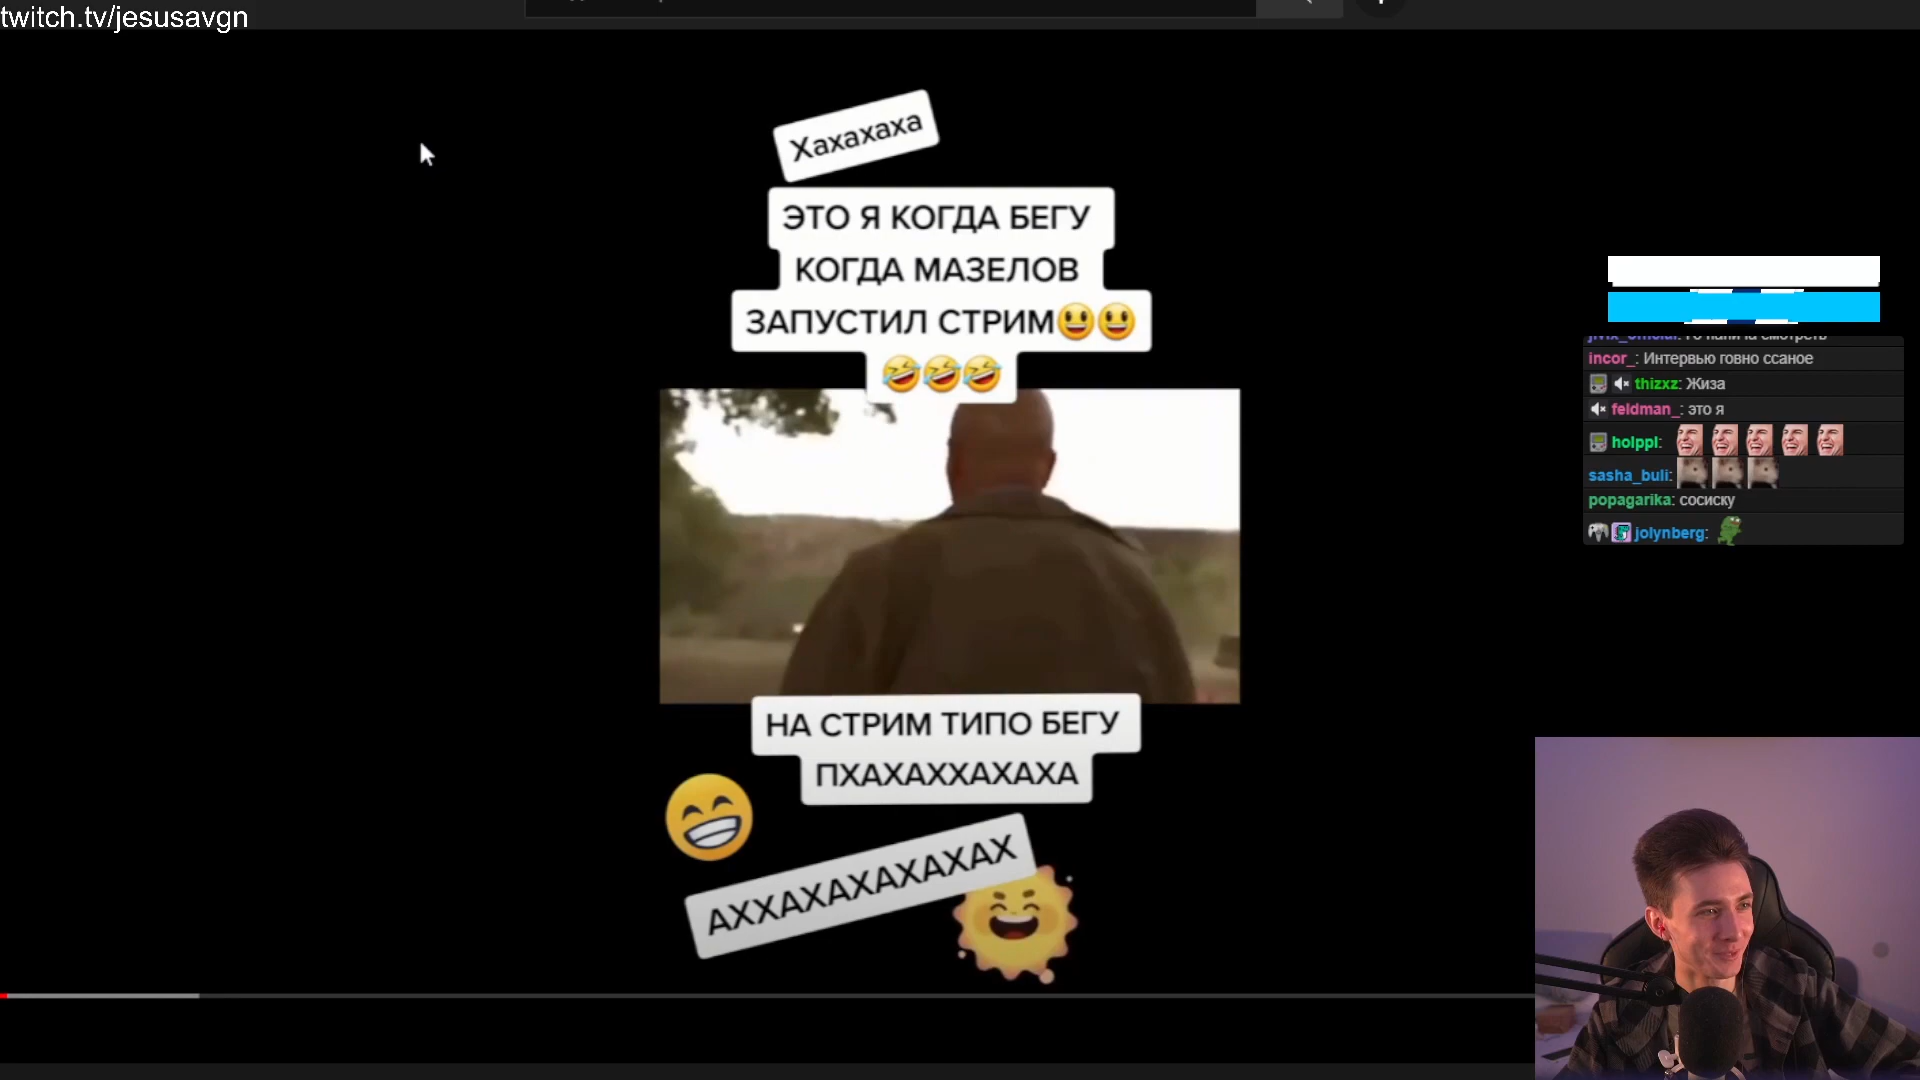 twitch.tv/jesusavgn
Хахахаха
ЭТО Я КОГДА БЕГУ
КОГДА МАЗЕЛОВ
ЗАПУСТИЛ СТРИМ😃😃
🤣🤣🤣
НА СТРИМ ТИПО БЕГУ
ПХАХАХХАХАХА
АХХАХАХАХАХАХ
incor_: Интервью говно ссаное
thizxz: Жиза
feldman_: это я
holppl:
sasha_buli:
popagarika: сосиску
jolynberg: